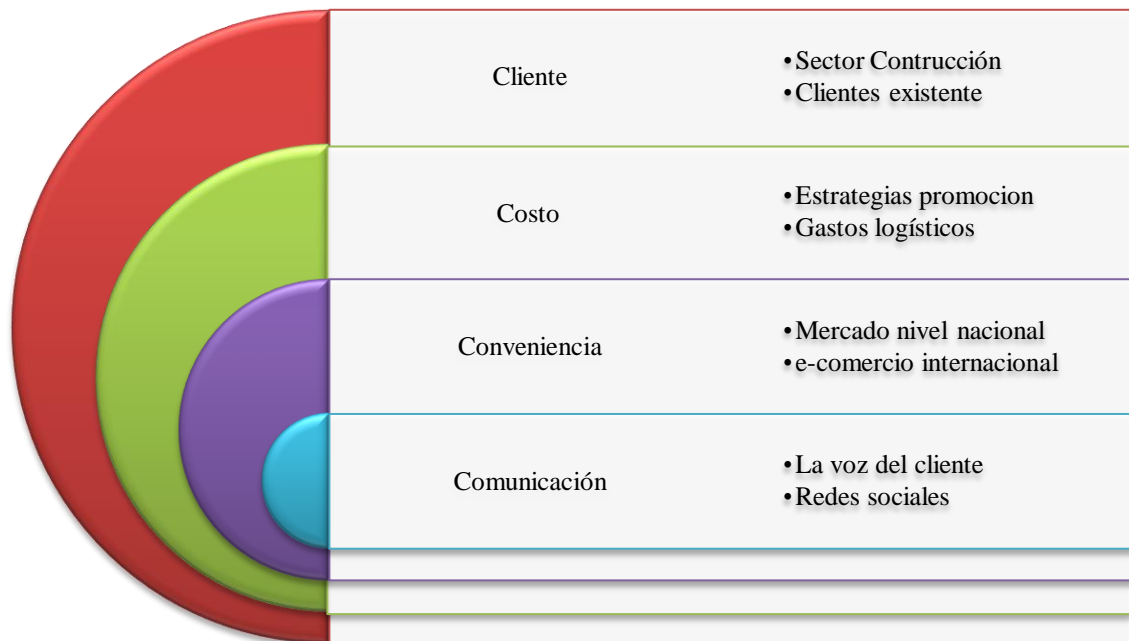 Cliente
•Sector Contrucción
•Clientes existente
Costo
•Estrategias promocion
•Gastos logísticos
Conveniencia
•Mercado nivel nacional
•e-comercio internacional
Comunicación
•La voz del cliente
•Redes sociales